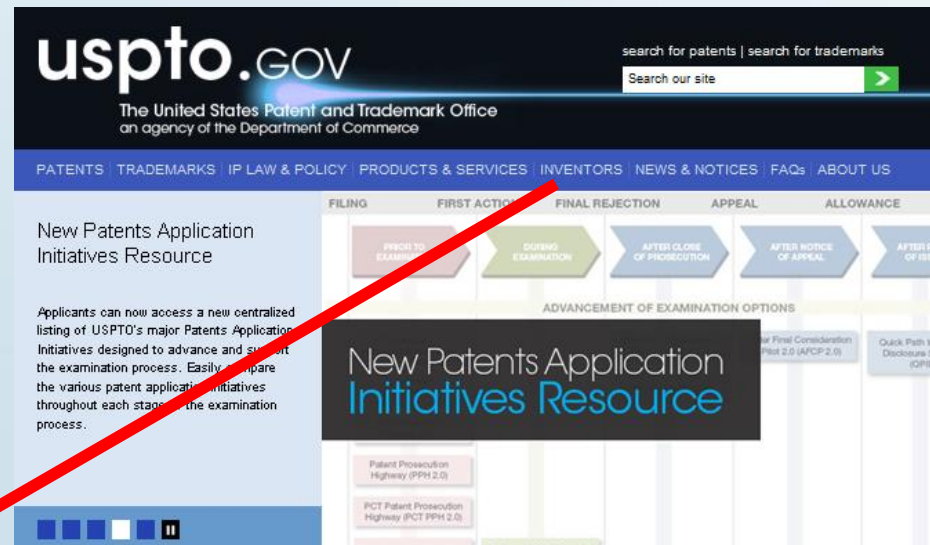 uspto.GOV
The United States Patent and Trademark Office
an agency of the Department of Commerce
search for patents | search for trademarks
Search our site
PATENTS TRADEMARKS IP LAW & POLICY PRODUCTS & SERVICES INVENTORS NEWS & NOTICES FAQs ABOUT US
New Patents Application
Initiatives Resource
Applicants can now access a new centralized
listing of USPTO's major Patents Application
Initiatives designed to advance and support
the examination process. Easily compare
the various patent application initiatives
throughout each stage the examination
process.
FILING FIRST ACTION FINAL REJECTION APPEAL ALLOWANCE
PRIOR TO
DURING
EXAMINATION
AFTER CLOSE
OF PROSECUTION
AFTER NOTICE
OF APPEAL
AFTER
ADVANCEMENT OF EXAMINATION OPTIONS
Final Consideration
Pilot 2.0 (AFCP 2.0)
Quick Path
Disclosure
New Patents Application
Initiatives Resource
Patent Prosecution
Highway (PPH 2.0)
PCT Patent Prosecution
Highway (PCT PPH 2.0)